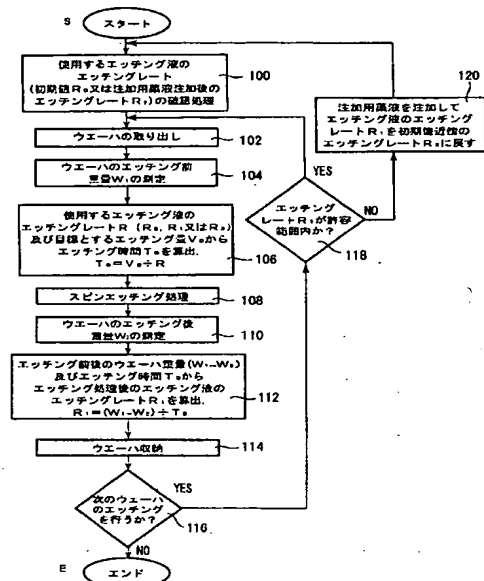 S
スタート
使用するエッチング液の
エッチングレート
(初期値R₀又は注加用薬液注加後の
エッチングレートR₂)の確認処理
100
ウエーハの取り出し
102
ウエーハのエッチング前
重量W₁の測定
104
使用するエッチング液の
エッチングレートR (R₀, R₁又はR₂)
及び目標とするエッチング量V₀から
エッチング時間T₀を算出.
T₀=V₀÷R
106
スピンエッチング処理
108
ウエーハのエッチング後
重量W₂の測定
110
エッチング前後のウエーハ重量(W₁-W₂)
及びエッチング時間T₀から
エッチング処理後のエッチング液の
エッチングレートR₁を算出.
R₁=(W₁-W₂)÷T₀
112
ウエーハ収納
114
次のウェーハ
のエッチング
を行うか?
116
YES
NO
E
エンド
エッチング
レートR₁が許容
範囲内か?
118
YES
NO
注加用薬液を注加して
エッチング液のエッチン
グレートR₁を初期値近傍の
エッチングレートR₂に戻す
120